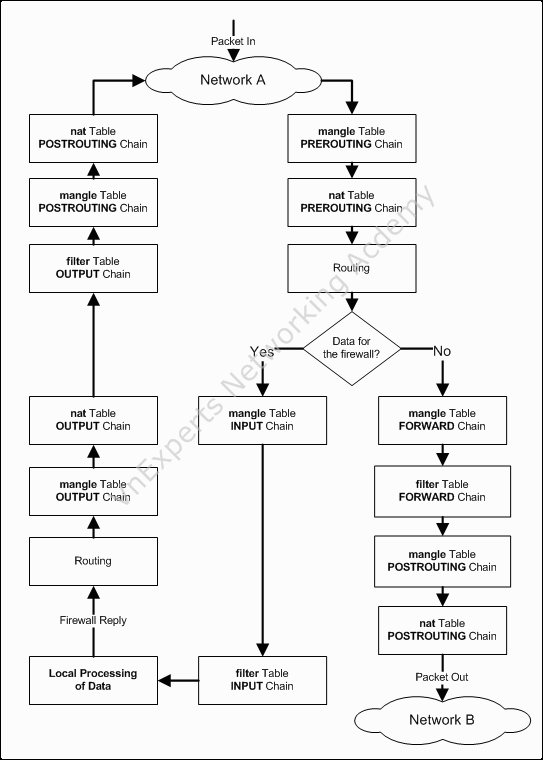 Packet In
Network A
nat Table
POSTROUTING Chain
mangle Table
POSTROUTING Chain
filter Table
OUTPUT Chain
nat Table
OUTPUT Chain
mangle Table
OUTPUT Chain
Routing
Firewall Reply
Local Processing
of Data
mangle Table
PREROUTING Chain
nat Table
PREROUTING Chain
Routing
Data for
the firewall?
Yes
No
mangle Table
INPUT Chain
filter Table
INPUT Chain
mangle Table
FORWARD Chain
filter Table
FORWARD Chain
mangle Table
POSTROUTING Chain
nat Table
POSTROUTING Chain
Packet Out
Network B
vnExperts Networking Acdemy